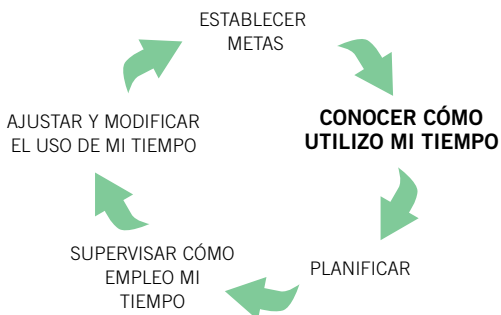 ESTABLECER
METAS
CONOCER CÓMO
UTILIZO MI TIEMPO
PLANIFICAR
SUPERVISAR CÓMO
EMPLEO MI
TIEMPO
AJUSTAR Y MODIFICAR
EL USO DE MI TIEMPO